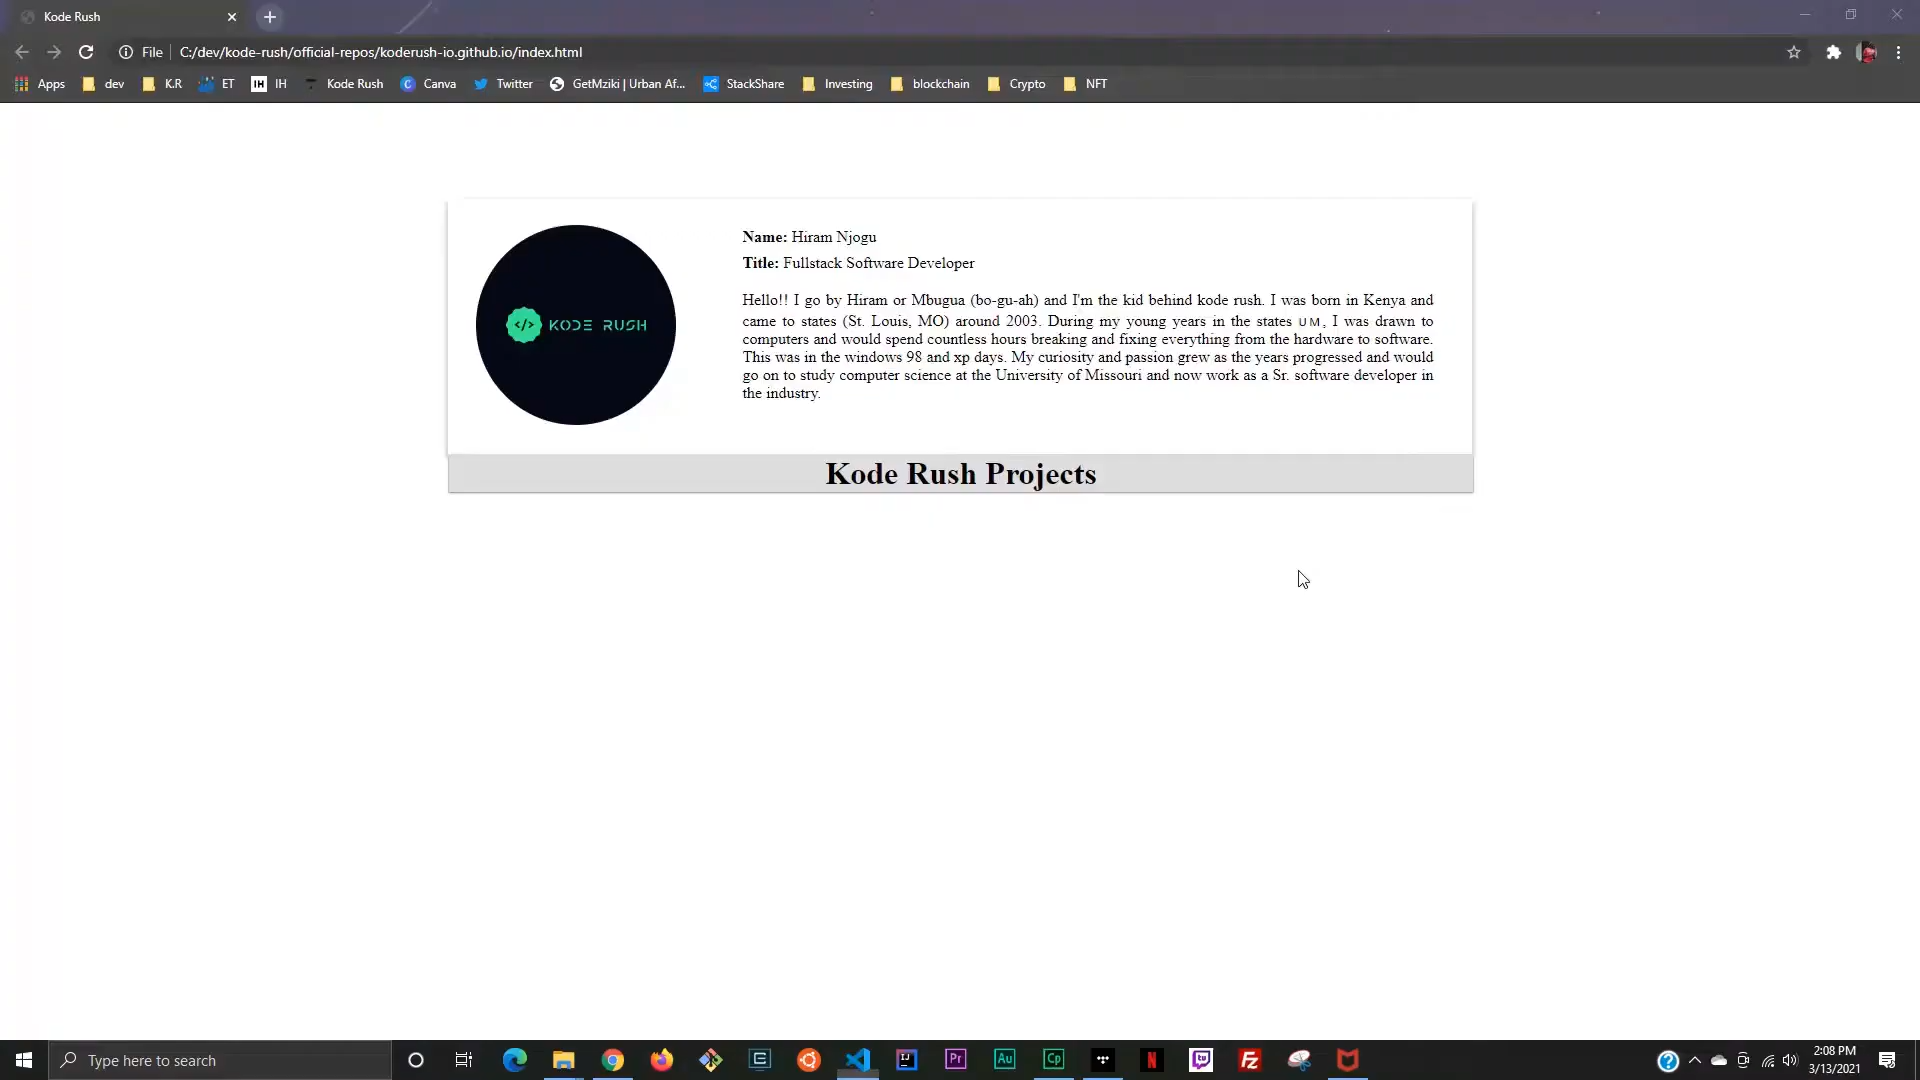 Kode Rush
File
C:/dev/kode-rush/official-repos/koderush-io.github.io/index.html
Apps dev K.R ET IH IH Kode Rush Canva Twitter GetMziki | Urban Af... StackShare Investing blockchain Crypto NFT
KODE RUSH
Name: Hiram Njogu
Title: Fullstack Software Developer
Hello!! I go by Hiram or Mbugua (bo-gu-ah) and I'm the kid behind kode rush. I was born in Kenya and
came to states (St. Louis, MO) around 2003. During my young years in the states ᴜᴍ, I was drawn to
computers and would spend countless hours breaking and fixing everything from the hardware to software.
This was in the windows 98 and xp days. My curiosity and passion grew as the years progressed and would
go on to study computer science at the University of Missouri and now work as a Sr. software developer in
the industry.
Kode Rush Projects
Type here to search
IJ Pr Au Cp N FZ
2:08 PM
3/13/2021